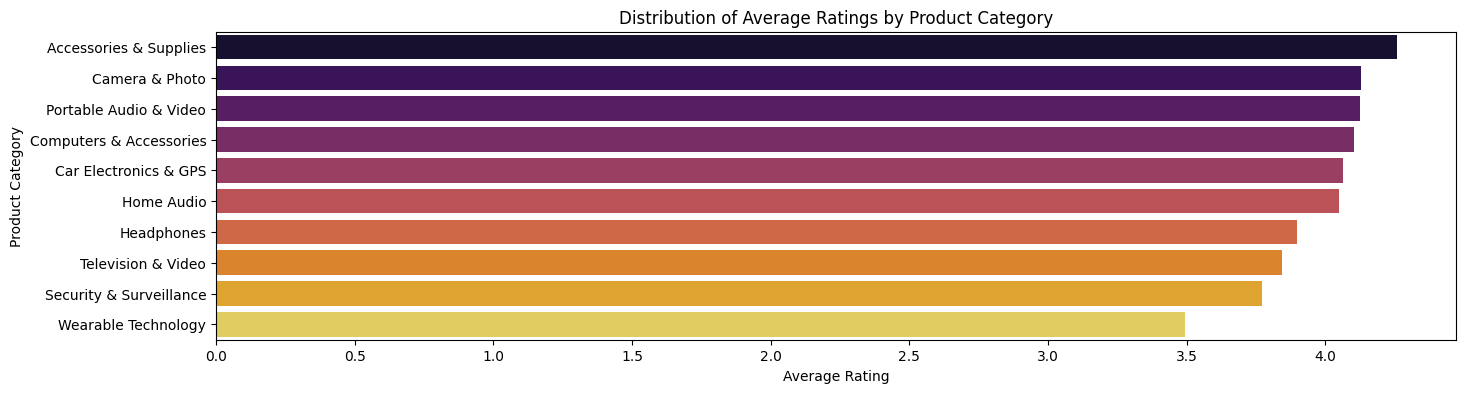 Distribution of Average Ratings by Product Category
Product Category
Accessories & Supplies
Camera & Photo
Portable Audio & Video
Computers & Accessories
Car Electronics & GPS
Home Audio
Headphones
Television & Video
Security & Surveillance
Wearable Technology
0.0 0.5 1.0 1.5 2.0 2.5 3.0 3.5 4.0
Average Rating